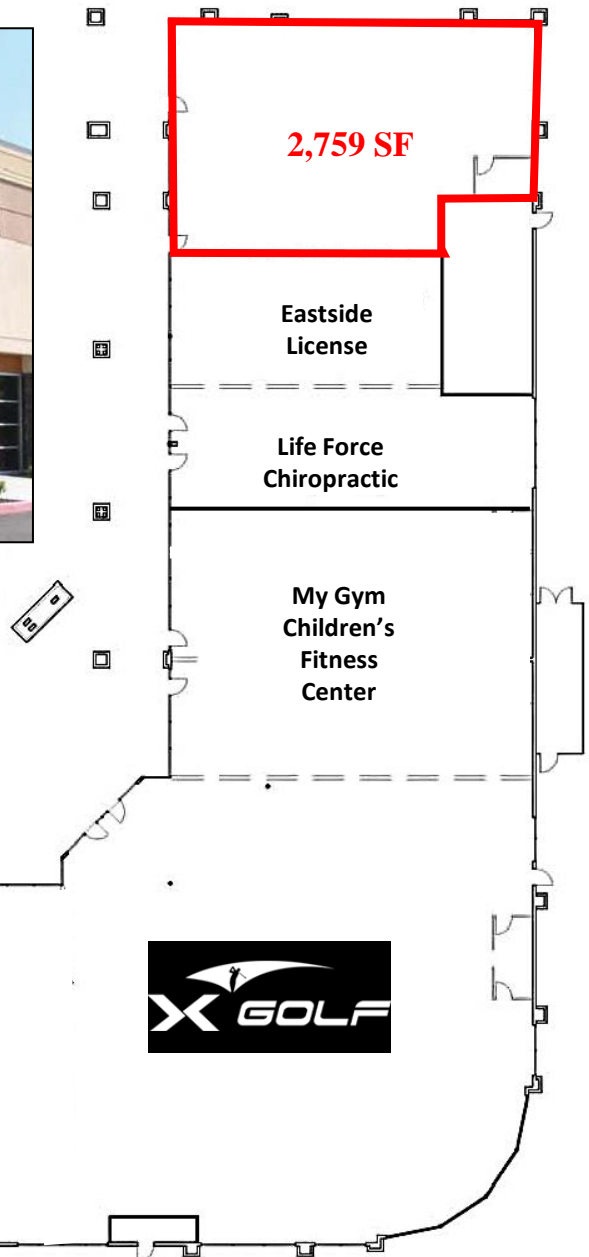 2,759 SF
Eastside
License
Life Force
Chiropractic
My Gym
Children’s
Fitness
Center
X GOLF